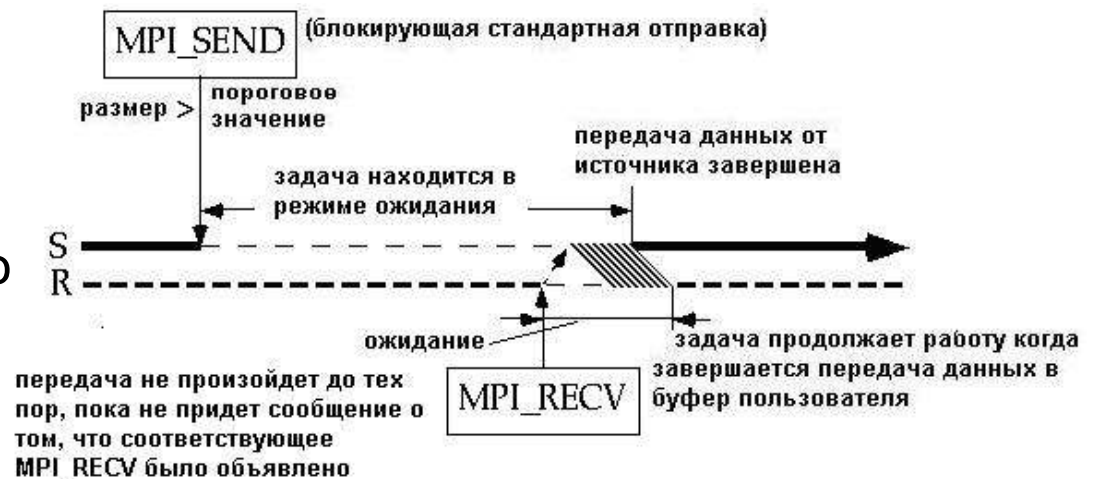 MPI_SEND
(блокирующая стандартная отправка)
размер >
пороговое
значение
передача данных от
источника завершена
задача находится в
режиме ожидания
S
о
R
ожидание
задача продолжает работу когда
завершается передача данных в
буфер пользователя
MPI_RECV
передача не произойдет до тех
пор, пока не придет сообщение о
том, что соответствующее
MPI_RECV было объявлено